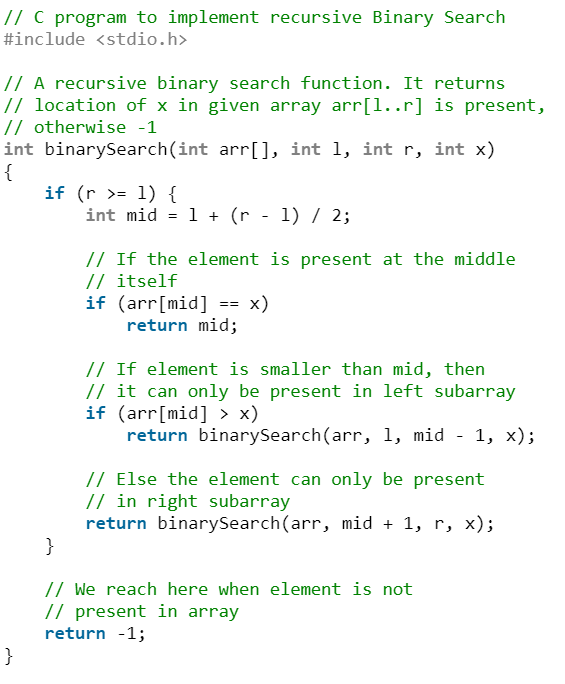 // C program to implement recursive Binary Search
#include <stdio.h>

// A recursive binary search function. It returns
// location of x in given array arr[l..r] is present,
// otherwise -1
int binarySearch(int arr[], int l, int r, int x)
{
    if (r >= l) {
        int mid = l + (r - l) / 2;

        // If the element is present at the middle
        // itself
        if (arr[mid] == x)
            return mid;

        // If element is smaller than mid, then
        // it can only be present in left subarray
        if (arr[mid] > x)
            return binarySearch(arr, l, mid - 1, x);

        // Else the element can only be present
        // in right subarray
        return binarySearch(arr, mid + 1, r, x);
    }

    // We reach here when element is not
    // present in array
    return -1;
}